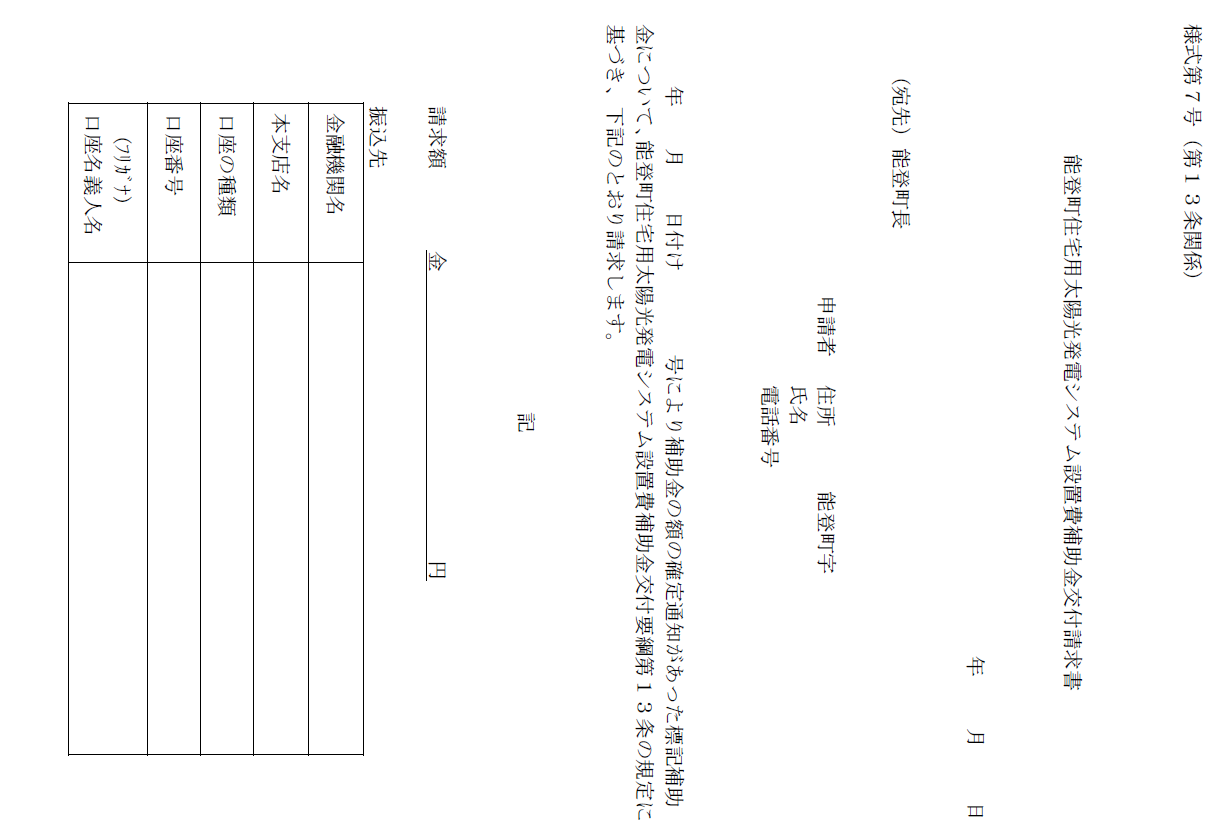 様式第７号（第１３条関係）
能登町住宅用太陽光発電システム設置費補助金交付請求書
年　　月　　日
（宛先）能登町長
申請者　住所　　　能登町字
氏名
電話番号
年　　月　　日付け　　　　号により補助金の額の確定通知があった標記補助
金について、能登町住宅用太陽光発電システム設置費補助金交付要綱第１３条の規定に
基づき、下記のとおり請求します。
記
請求額　　　金　　　　　　　　　　　　　　円
振込先
金融機関名
本支店名
口座の種類
口座番号
（ﾌﾘｶﾞﾅ）
口座名義人名